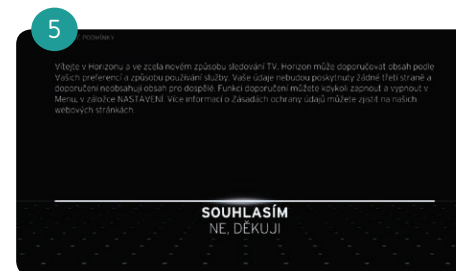 5
PODMÍNKY
Vítejte v Horizonu a ve zcela novém způsobu sledování TV. Horizon může doporučovat obsah podle
Vašich preferencí a způsobu používání služby. Vaše údaje nebudou poskytnuty žádné třetí straně a
doporučení neobsahují obsah pro dospělé. Funkci doporučení můžete kdykoli zapnout a vypnout v
Menu, v záložce NASTAVENÍ. Více informací o Zásadách ochrany údajů můžete zjistit na našich
webových stránkách.
SOUHLASÍM
NE, DĚKUJI